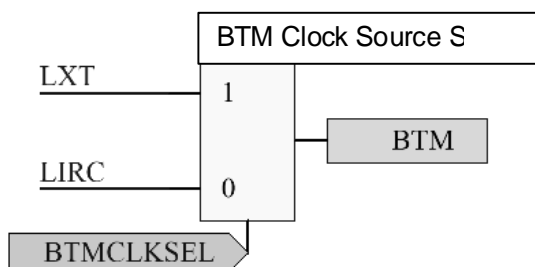 BTM Clock Source S
LXT
1
BTM
LIRC
0
BTMCLKSEL